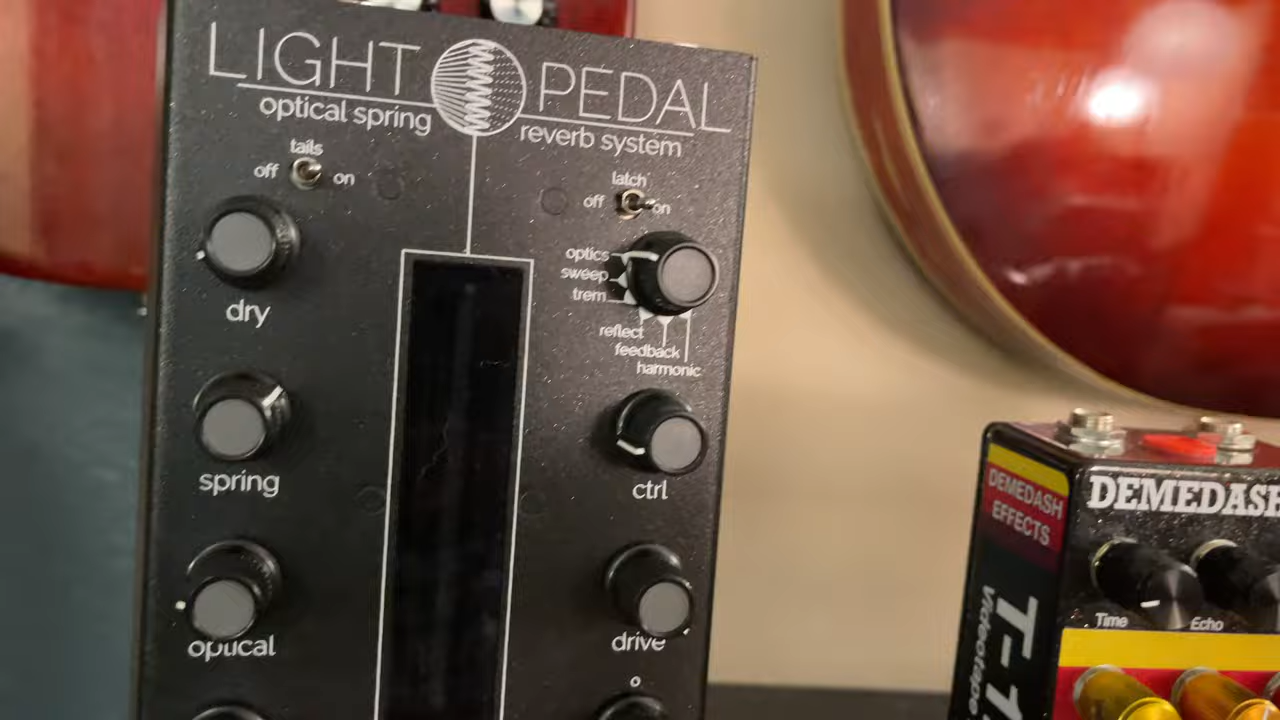 LIGHT PEDAL
optical spring
reverb system
tails
off
on
latch
off
on
optics
sweep
trem
reflect
feedback
harmonic
dry
spring
ctrl
optical
drive
DEMEDASH
EFFECTS
DEMEDASH
Time
Echo
Videotape